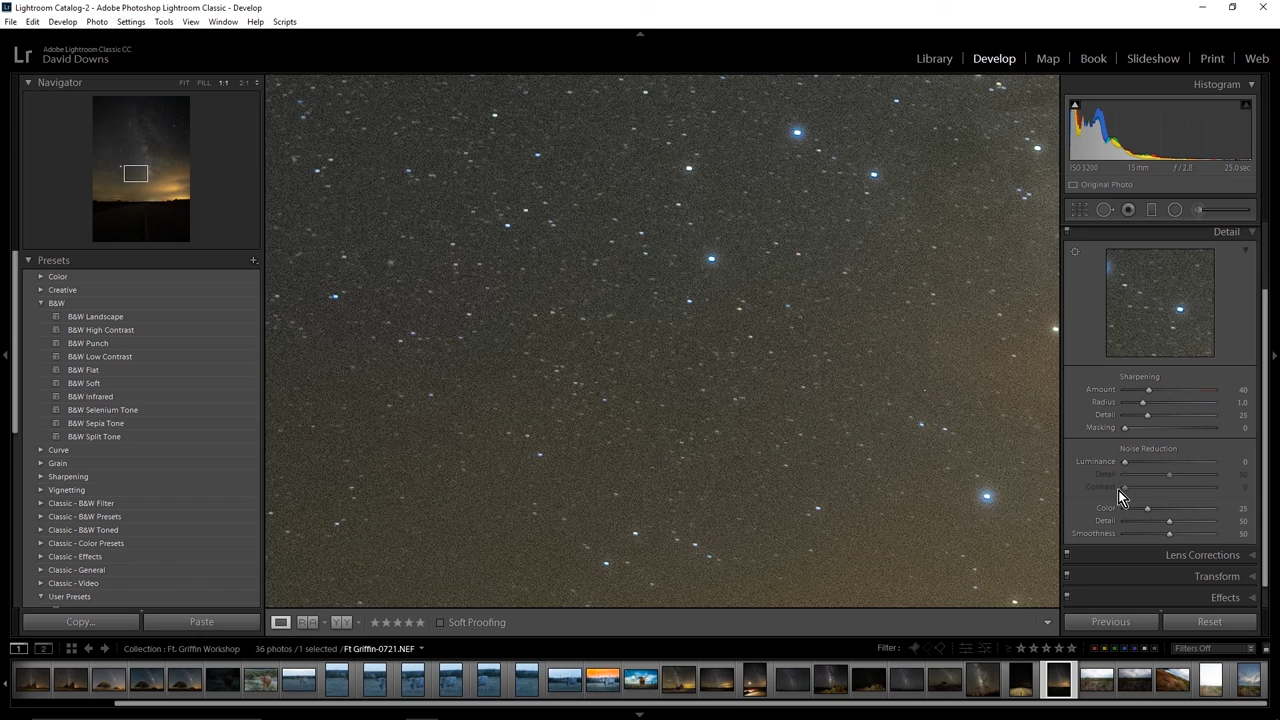 Lightroom Catalog-2 - Adobe Photoshop Lightroom Classic - Develop
File Edit Develop Photo Settings Tools View Window Help Scripts
Lr
Adobe Lightroom Classic CC
David Downs
Library | Develop | Map | Book | Slideshow | Print | Web
Navigator FIT FILL 1:1 2:1
Presets +
Color
Creative
B&W
B&W Landscape
B&W High Contrast
B&W Punch
B&W Low Contrast
B&W Flat
B&W Soft
B&W Infrared
B&W Selenium Tone
B&W Sepia Tone
B&W Split Tone
Curve
Grain
Sharpening
Vignetting
Classic - B&W Filter
Classic - B&W Presets
Classic - B&W Toned
Classic - Color Presets
Classic - Effects
Classic - General
Classic - Video
User Presets
Copy... Paste
Histogram
ISO 3200 15 mm ƒ / 2.8 25.0 sec
Original Photo
Detail
Sharpening
Amount 40
Radius 1.0
Detail 25
Masking 0
Noise Reduction
Luminance 0
Detail 50
Contrast 0
Color 25
Detail 50
Smoothness 50
Lens Corrections
Transform
Effects
Previous Reset
R A Y Y Soft Proofing
1 2 Collection : Ft. Griffin Workshop 36 photos / 1 selected / Ft Griffin-0721.NEF Filter : Filters Off